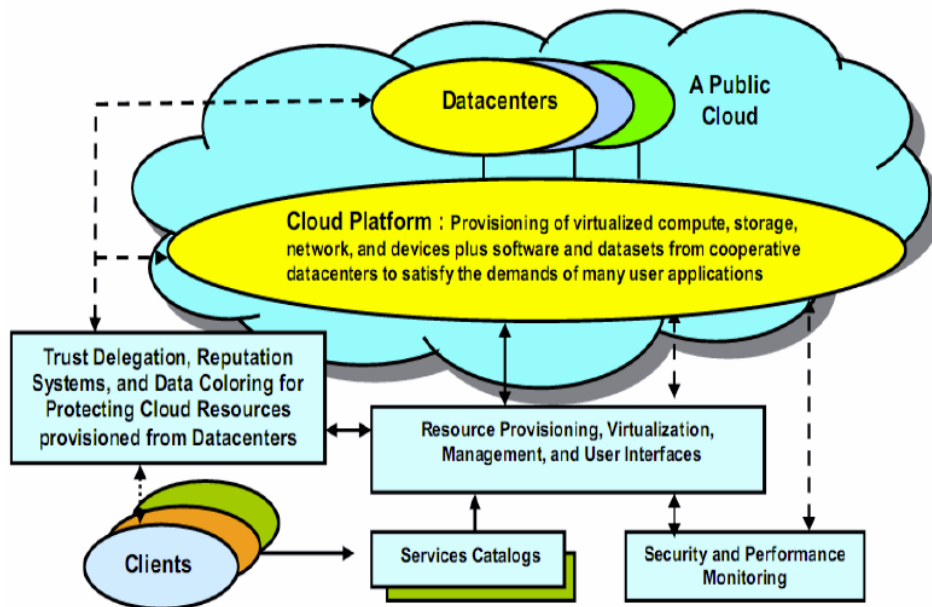 Datacenters
A Public
Cloud
Cloud Platform : Provisioning of virtualized compute, storage,
network, and devices plus software and datasets from cooperative
datacenters to satisfy the demands of many user applications
Trust Delegation, Reputation
Systems, and Data Coloring for
Protecting Cloud Resources
provisioned from Datacenters
Resource Provisioning, Virtualization,
Management, and User Interfaces
Clients
Services Catalogs
Security and Performance
Monitoring